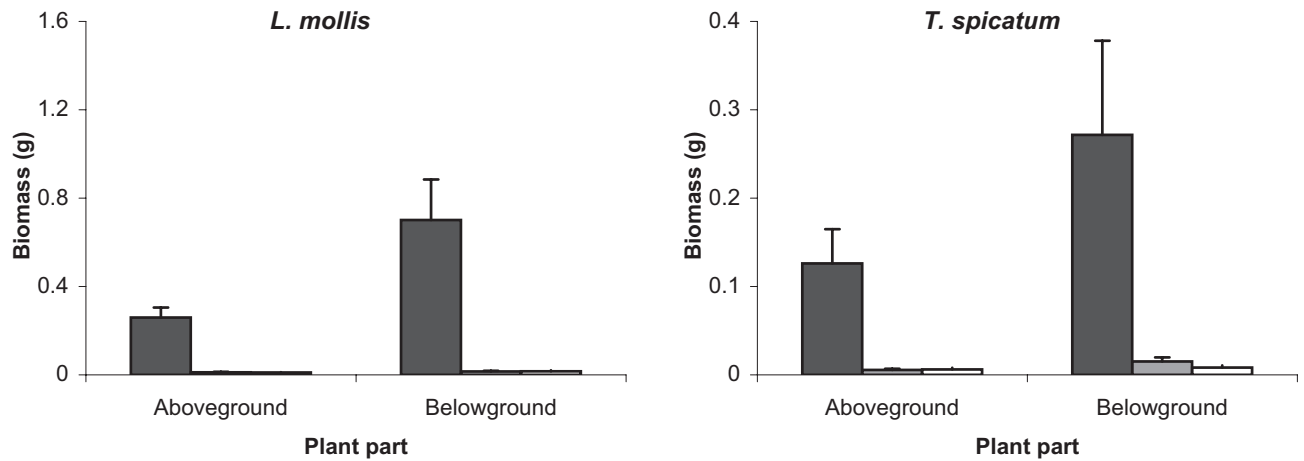 L. mollis
1.6
1.2
0.8
0.4
0
Biomass (g)
Aboveground Belowground
Plant part
T. spicatum
0.4
0.3
0.2
0.1
0
Biomass (g)
Aboveground Belowground
Plant part